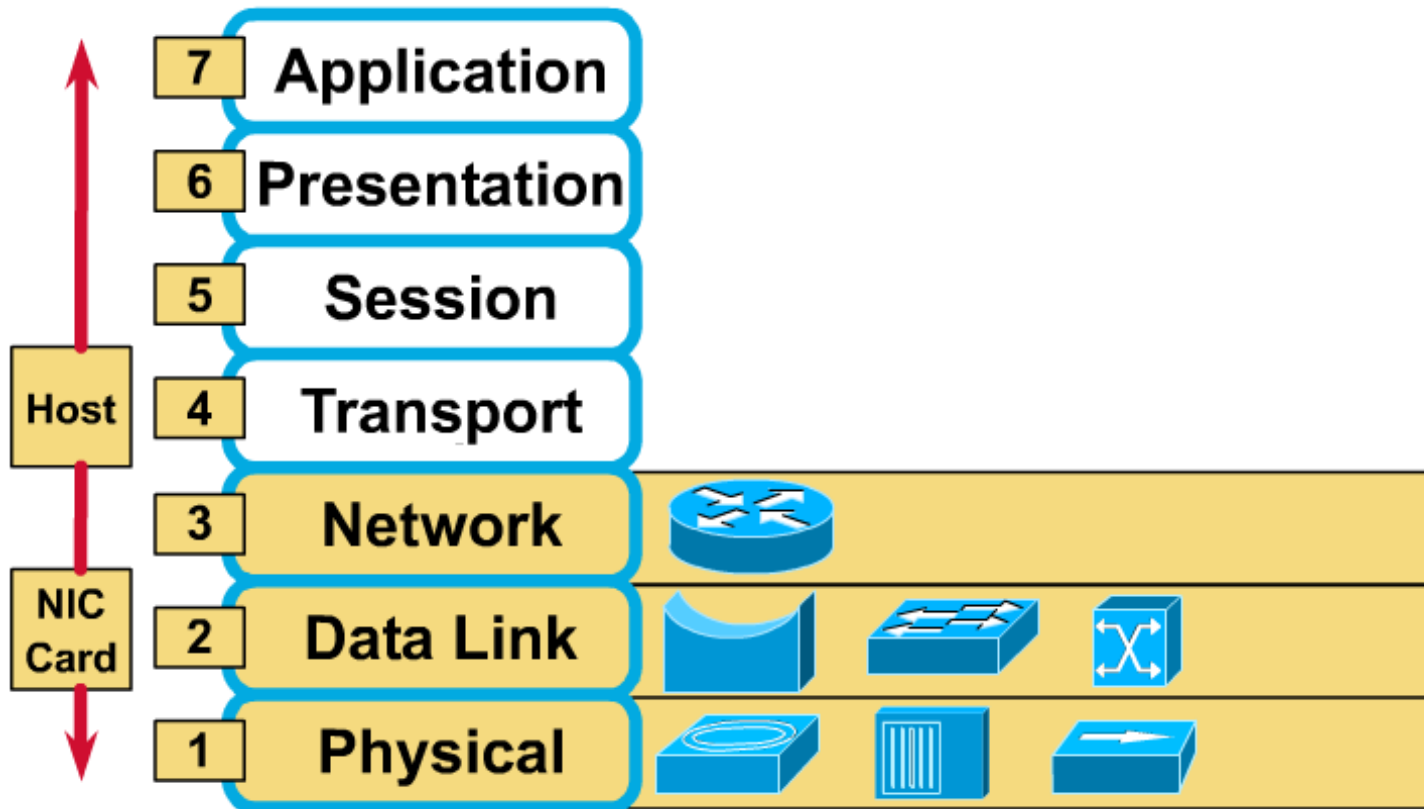 7 Application
6 Presentation
5 Session
Host
4 Transport
3 Network
NIC
Card
2 Data Link
1 Physical